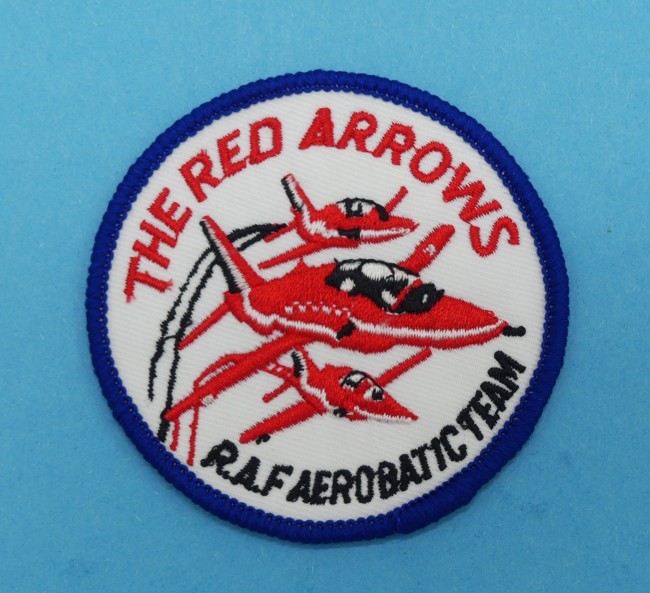 THE RED ARROWS
R.A.F AEROBATIC TEAM